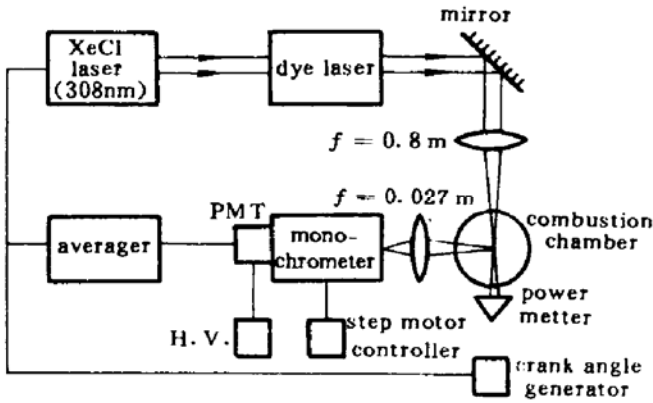 mirror
XeCl
laser
(308nm)
dye laser
f = 0.8 m
f = 0.027 m
PMT
averager
mono-
chrometer
combustion
chamber
power
metter
H.V.
step motor
controller
crank angle
generator